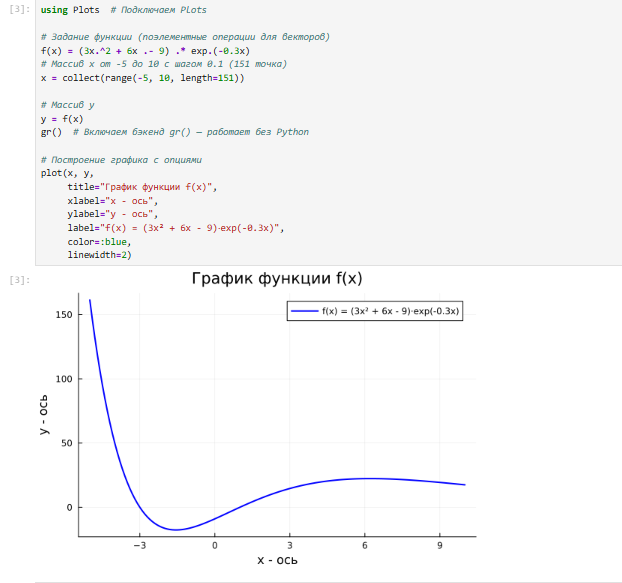 [3]: using Plots  # Подключаем Plots
# Задание функции (поэлементные операции для векторов)
f(x) = (3x.^2 + 6x .- 9) .* exp.(-0.3x)
# Массив x от -5 до 10 с шагом 0.1 (151 точка)
x = collect(range(-5, 10, length=151))
# Массив y
y = f(x)
gr()  # Включаем бэкенд gr() — работает без Python
# Построение графика с опциями
plot(x, y,
title="График функции f(x)",
xlabel="x - ось",
ylabel="y - ось",
label="f(x) = (3x² + 6x - 9)·exp(-0.3x)",
color=:blue,
linewidth=2)
[3]:
График функции f(x)
f(x) = (3x² + 6x - 9)·exp(-0.3x)
150
100
50
0
y - ось
−3 0 3 6 9
x - ось